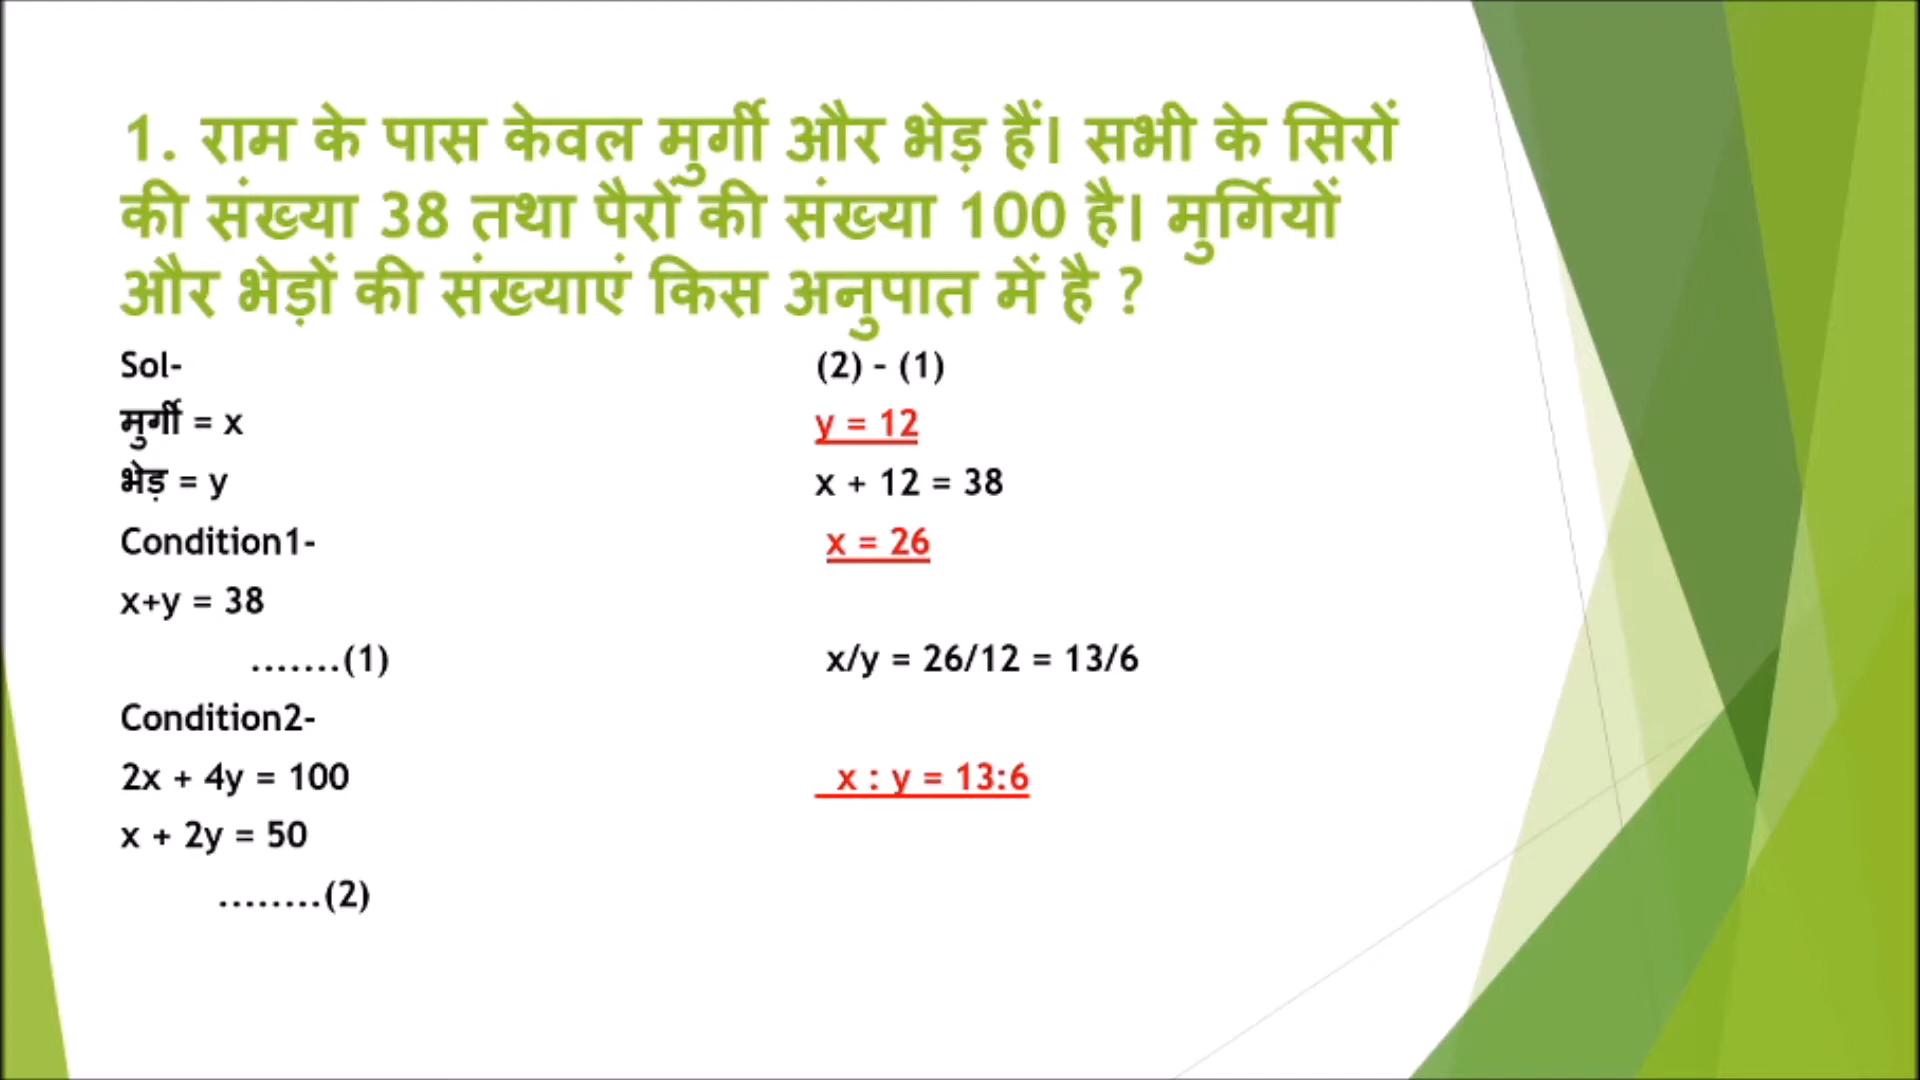 1. राम के पास केवल मुर्गी और भेड़ हैं। सभी के सिरों
की संख्या 38 तथा पैरों की संख्या 100 है। मुर्गियों
और भेड़ों की संख्याएं किस अनुपात में है ?
Sol-
मुर्गी = x
भेड़ = y
Condition1-
x+y = 38
.......(1)
Condition2-
2x + 4y = 100
x + 2y = 50
........(2)
(2) - (1)
y = 12
x + 12 = 38
x = 26
x/y = 26/12 = 13/6
x : y = 13:6